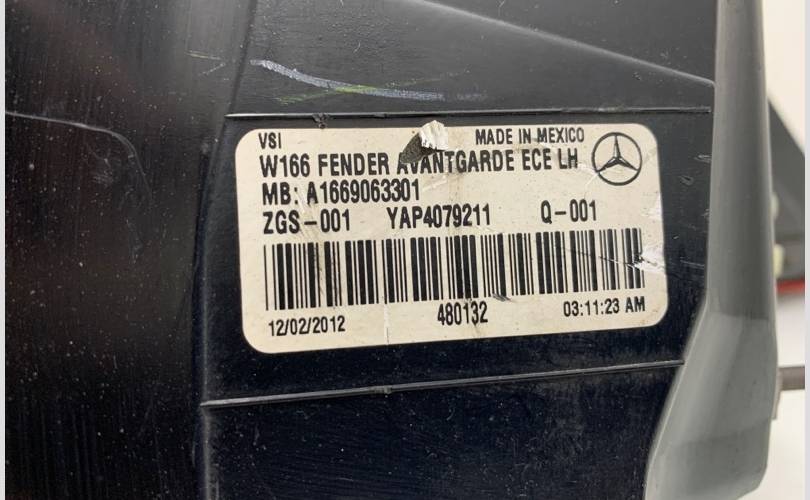 VSI MADE IN MEXICO
W166 FENDER AVANTGARDE ECE LH
MB: A1669063301
ZGS-001 YAP4079211 Q-001
12/02/2012 480132 03:11:23 AM